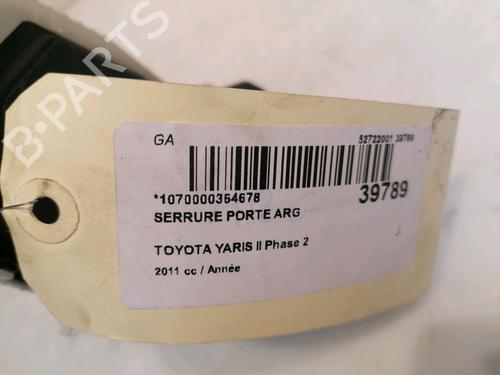 B-PARTS
GA
52722001 39789
*1070000364678
39789
SERRURE PORTE ARG
TOYOTA YARIS II Phase 2
2011 cc / Année